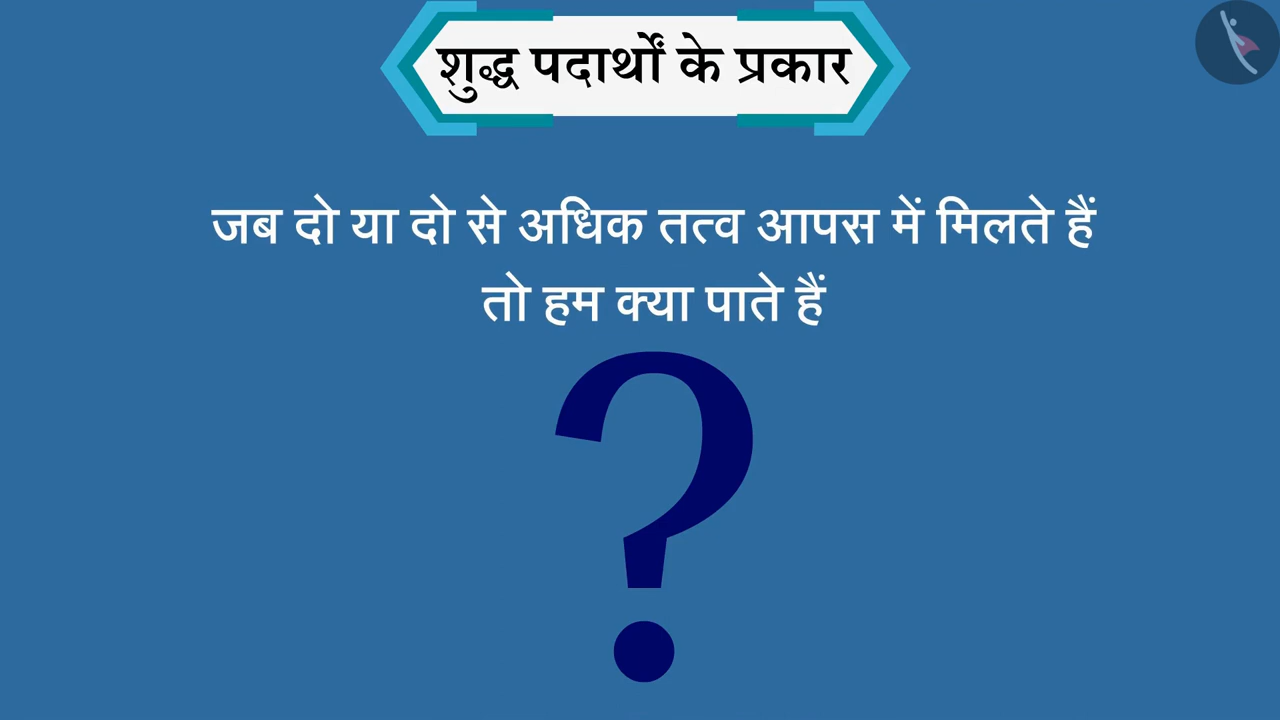 शुद्ध पदार्थों के प्रकार
जब दो या दो से अधिक तत्व आपस में मिलते हैं
तो हम क्या पाते हैं
?